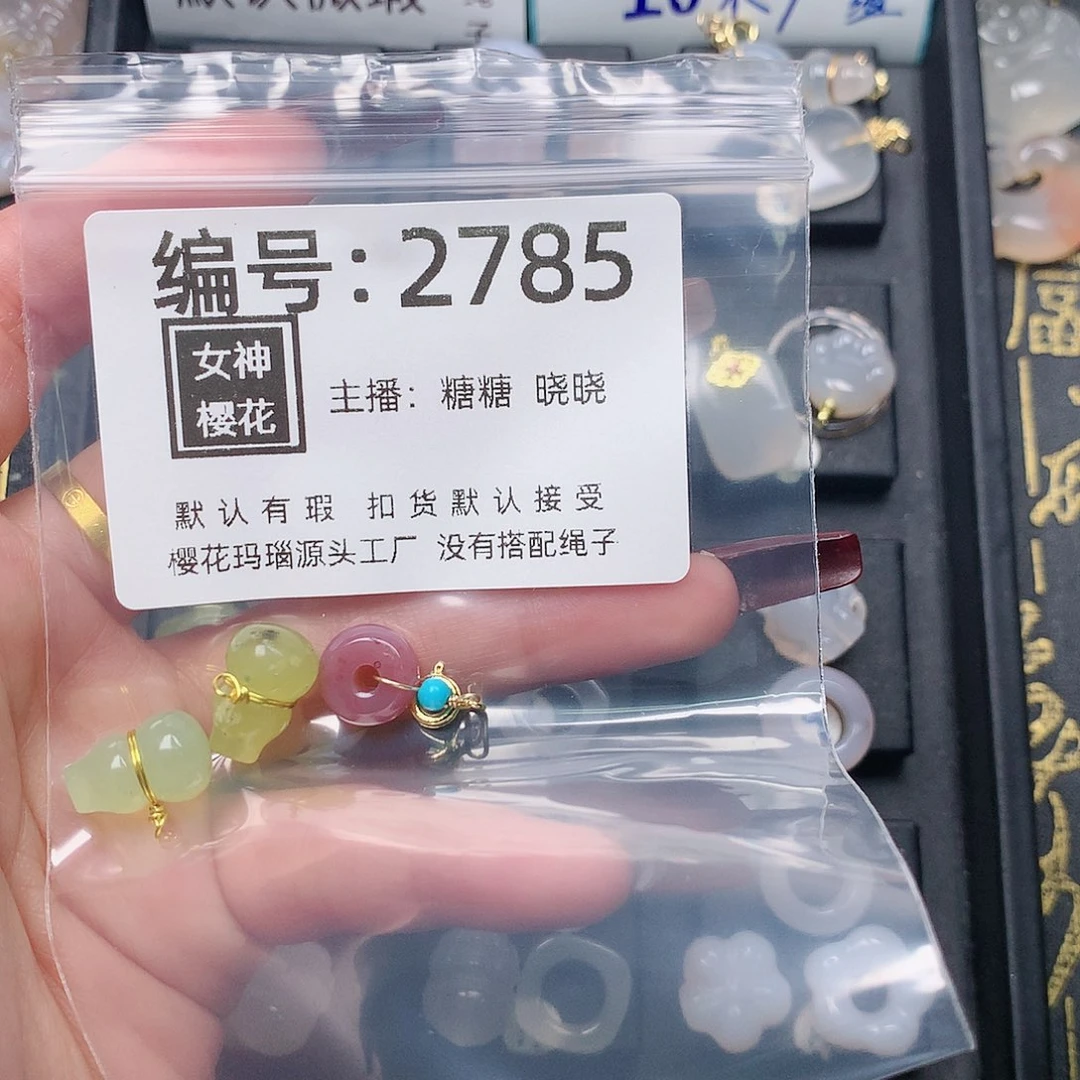 编号:2785
女神
樱花
主播：糖糖 晓晓
默认有瑕 扣货默认接受
樱花玛瑙源头工厂 没有搭配绳子